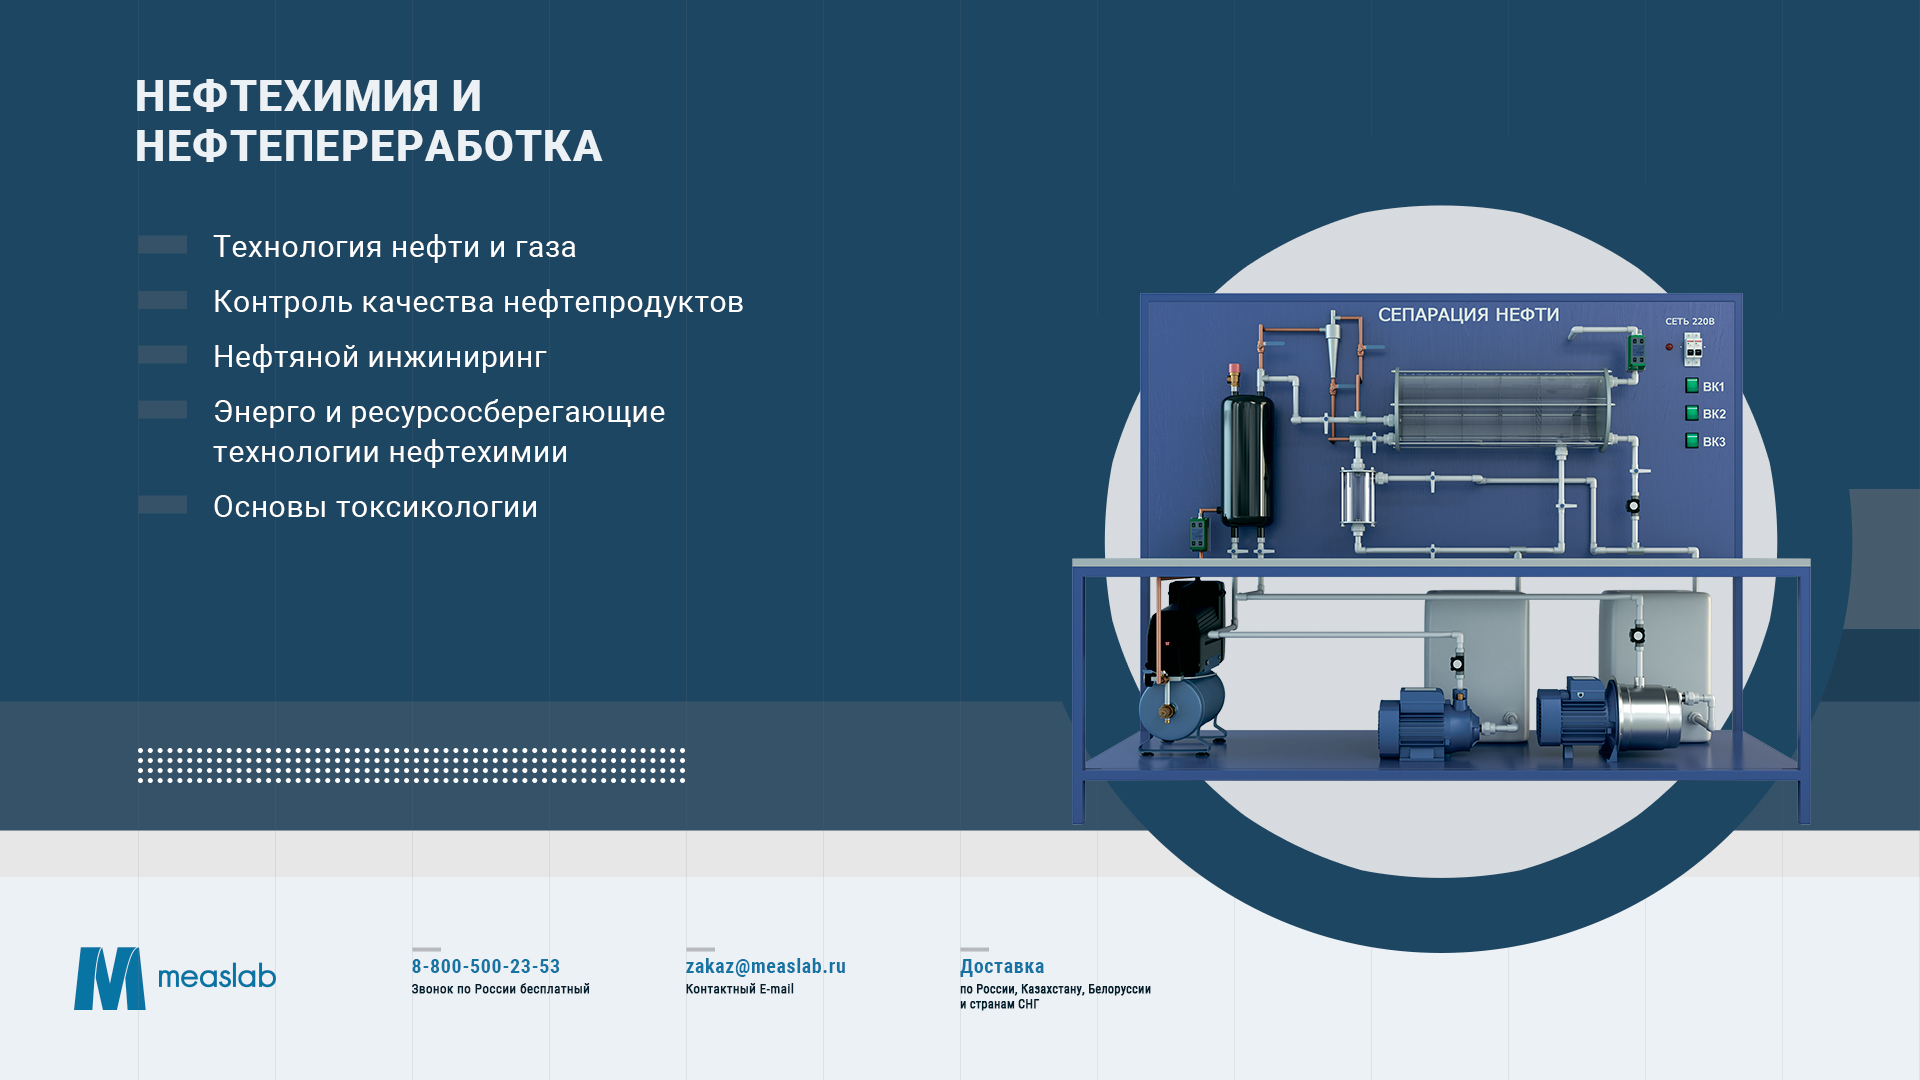 НЕФТЕХИМИЯ И
НЕФТЕПЕРЕРАБОТКА
Технология нефти и газа
Контроль качества нефтепродуктов
Нефтяной инжиниринг
Энерго и ресурсосберегающие
технологии нефтехимии
Основы токсикологии
СЕПАРАЦИЯ НЕФТИ
СЕТЬ 220В
ВК1
ВК2
ВК3
measlab
8-800-500-23-53
Звонок по России бесплатный
zakaz@measlab.ru
Контактный E-mail
Доставка
по России, Казахстану, Белоруссии
и странам СНГ